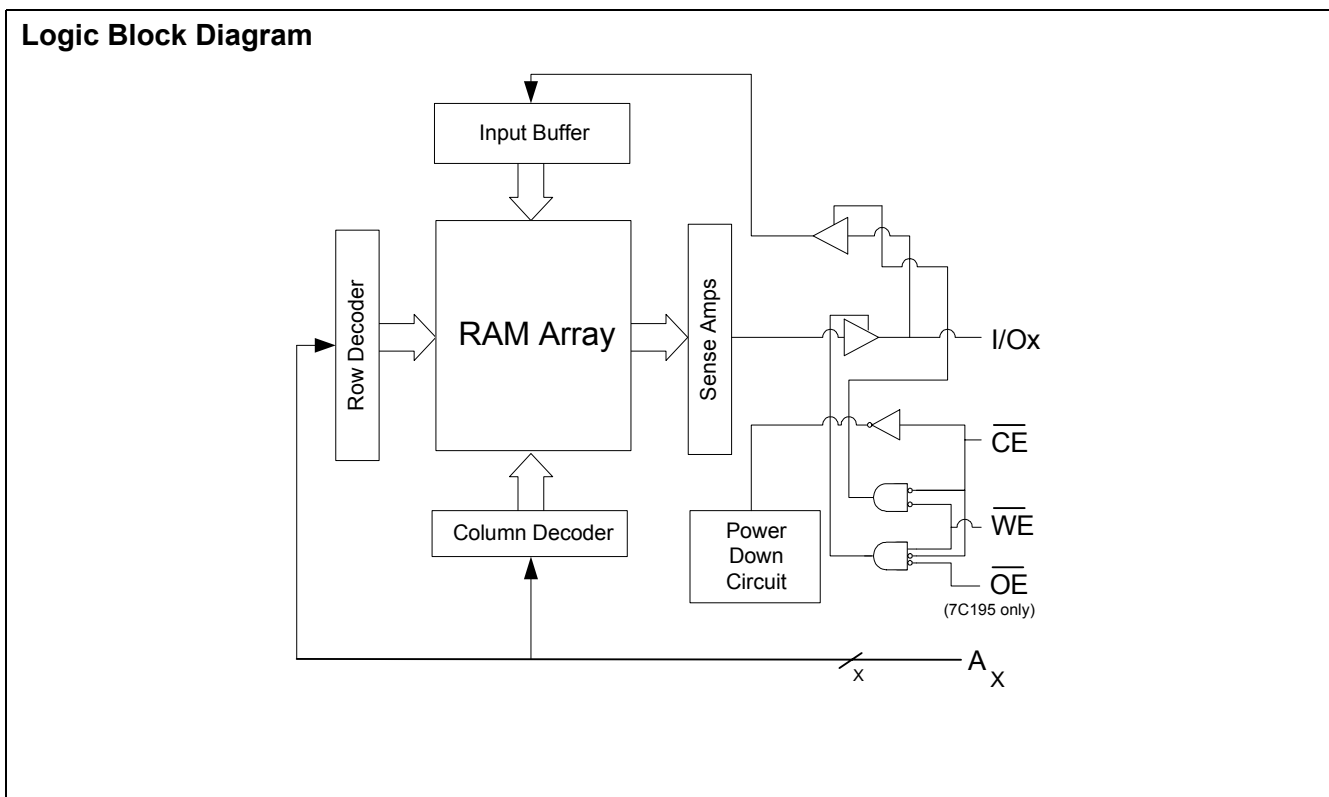 Logic Block Diagram
Input Buffer
Row Decoder
RAM Array
Sense Amps
I/Ox
CE
Column Decoder
Power
Down
Circuit
WE
OE
(7C195 only)
X
A X